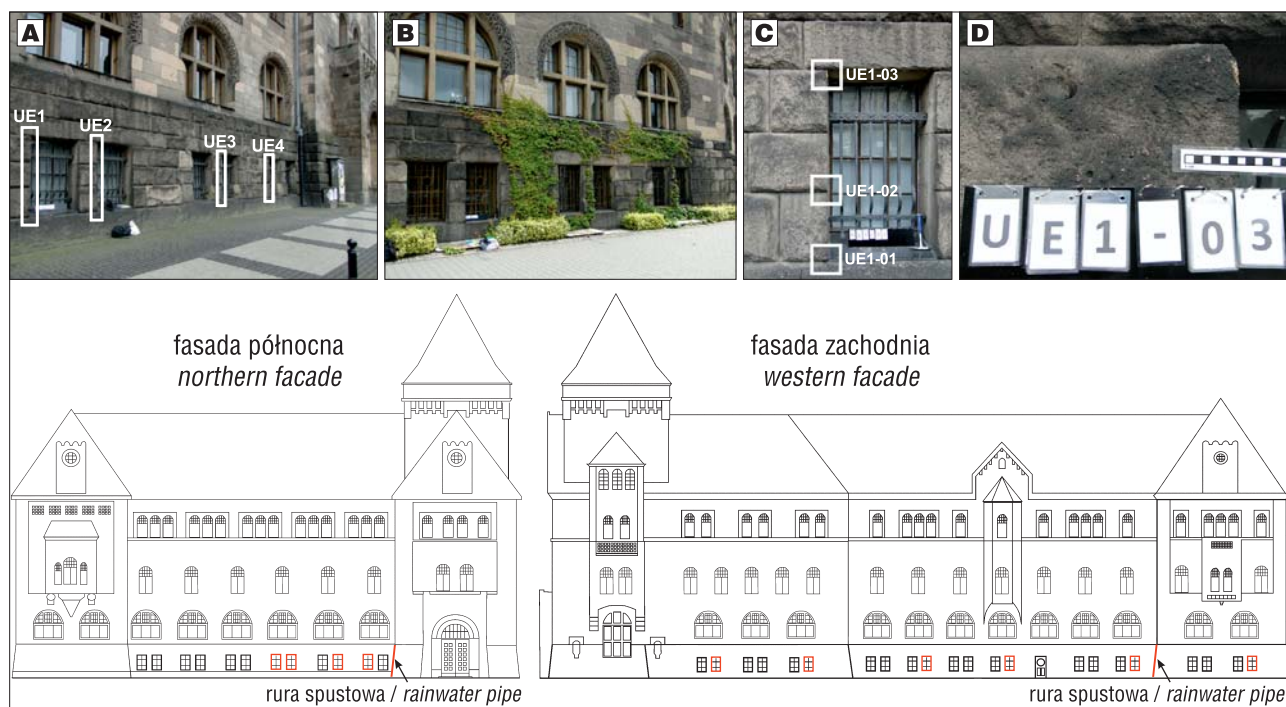 A
UE1
UE2
UE3
UE4
B
C
UE1-03
UE1-02
UE1-01
D
UE1-03
fasada północna
northern facade
fasada zachodnia
western facade
rura spustowa / rainwater pipe
rura spustowa / rainwater pipe